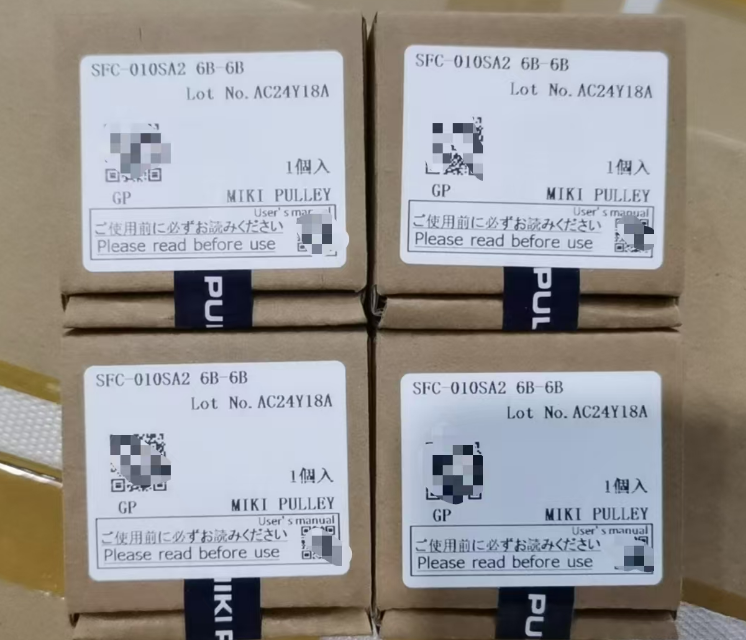 SFC-010SA2 6B-6B
Lot No. AC24Y18A
1個入
GP MIKI PULLEY
User's manual
ご使用前に必ずお読みください
Please read before use
PUL
SFC-010SA2 6B-6B
Lot No. AC24Y18A
1個入
GP MIKI PULLEY
User's manual
ご使用前に必ずお読みください
Please read before use
PUL
SFC-010SA2 6B-6B
Lot No. AC24Y18A
1個入
GP MIKI PULLEY
User's manual
ご使用前に必ずお読みください
Please read before use
MIKI P
SFC-010SA2 6B-6B
Lot No. AC24Y18A
1個入
GP MIKI PULLEY
User's manual
ご使用前に必ずお読みください
Please read before use
PU